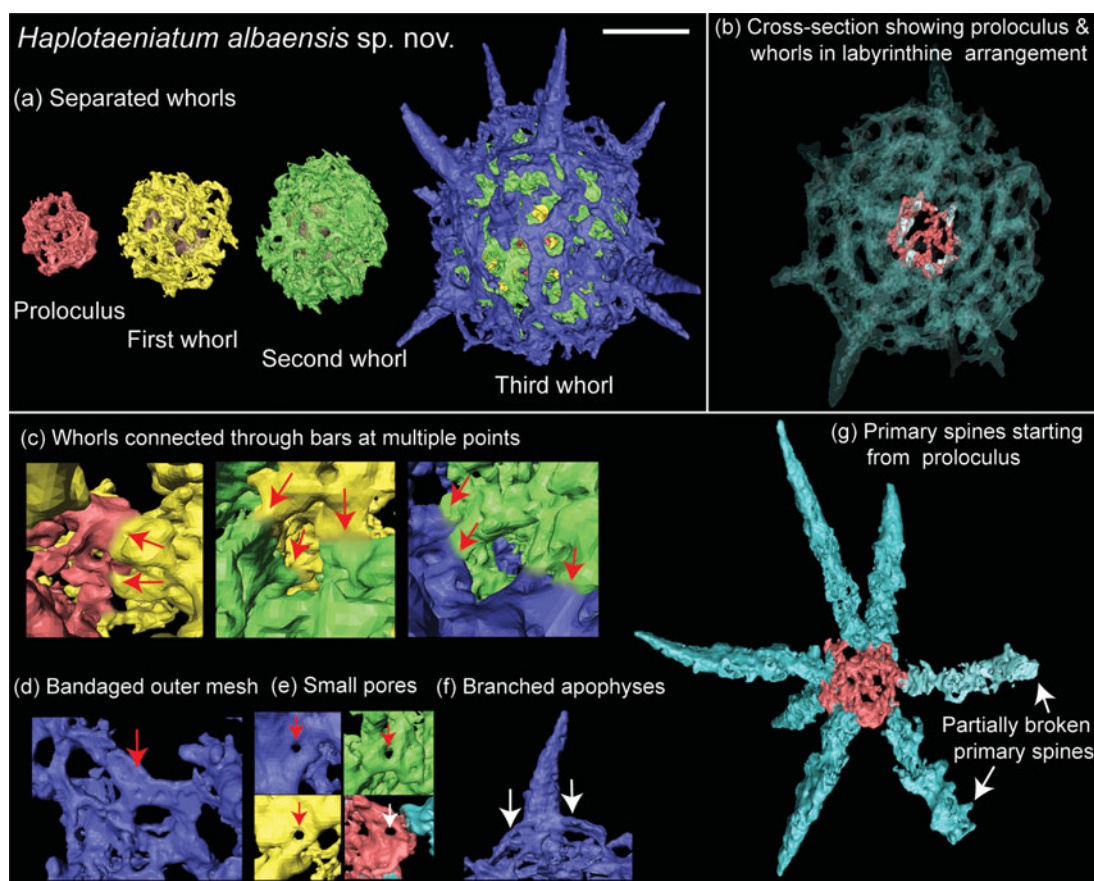 Haplotaeniatum albaensis sp. nov.
(a) Separated whorls
Proloculus
First whorl
Second whorl
Third whorl
(b) Cross-section showing proloculus &
whorls in labyrinthine arrangement
(c) Whorls connected through bars at multiple points
(d) Bandaged outer mesh
(e) Small pores
(f) Branched apophyses
(g) Primary spines starting
from proloculus
Partially broken
primary spines